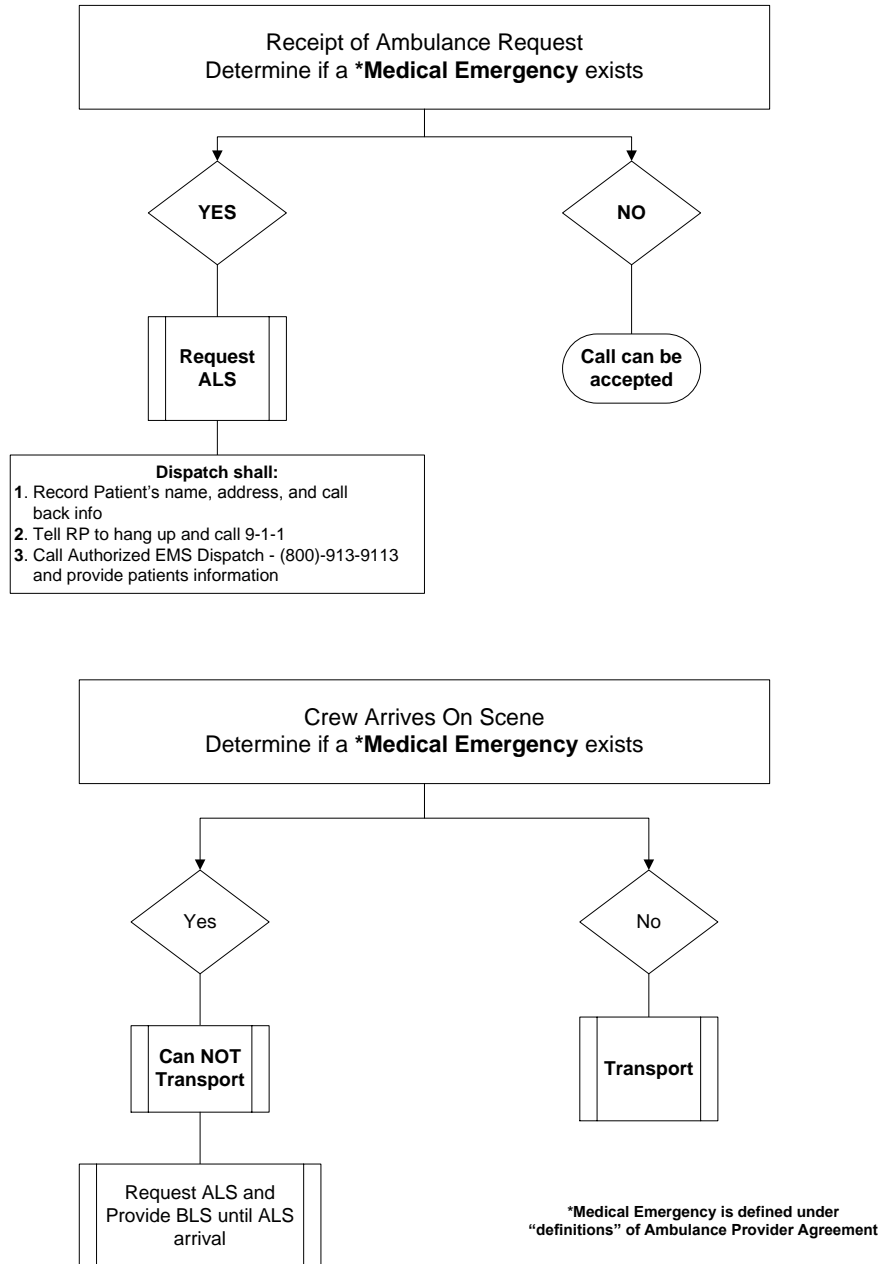 Receipt of Ambulance Request
Determine if a *Medical Emergency exists
YES
NO
Request
ALS
Call can be
accepted
Dispatch shall:
1. Record Patient's name, address, and call
back info
2. Tell RP to hang up and call 9-1-1
3. Call Authorized EMS Dispatch - (800)-913-9113
and provide patients information
Crew Arrives On Scene
Determine if a *Medical Emergency exists
Yes
No
Can NOT
Transport
Transport
Request ALS and
Provide BLS until ALS
arrival
*Medical Emergency is defined under
“definitions” of Ambulance Provider Agreement